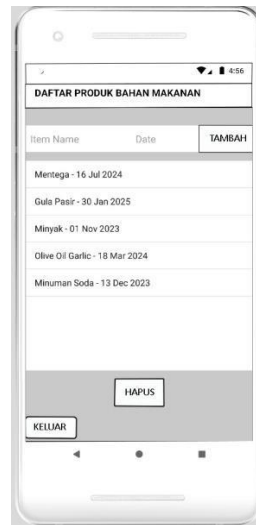 4:56
DAFTAR PRODUK BAHAN MAKANAN
Item Name Date TAMBAH
Mentega - 16 Jul 2024
Gula Pasir - 30 Jan 2025
Minyak - 01 Nov 2023
Olive Oil Garlic - 18 Mar 2024
Minuman Soda - 13 Dec 2023
HAPUS
KELUAR